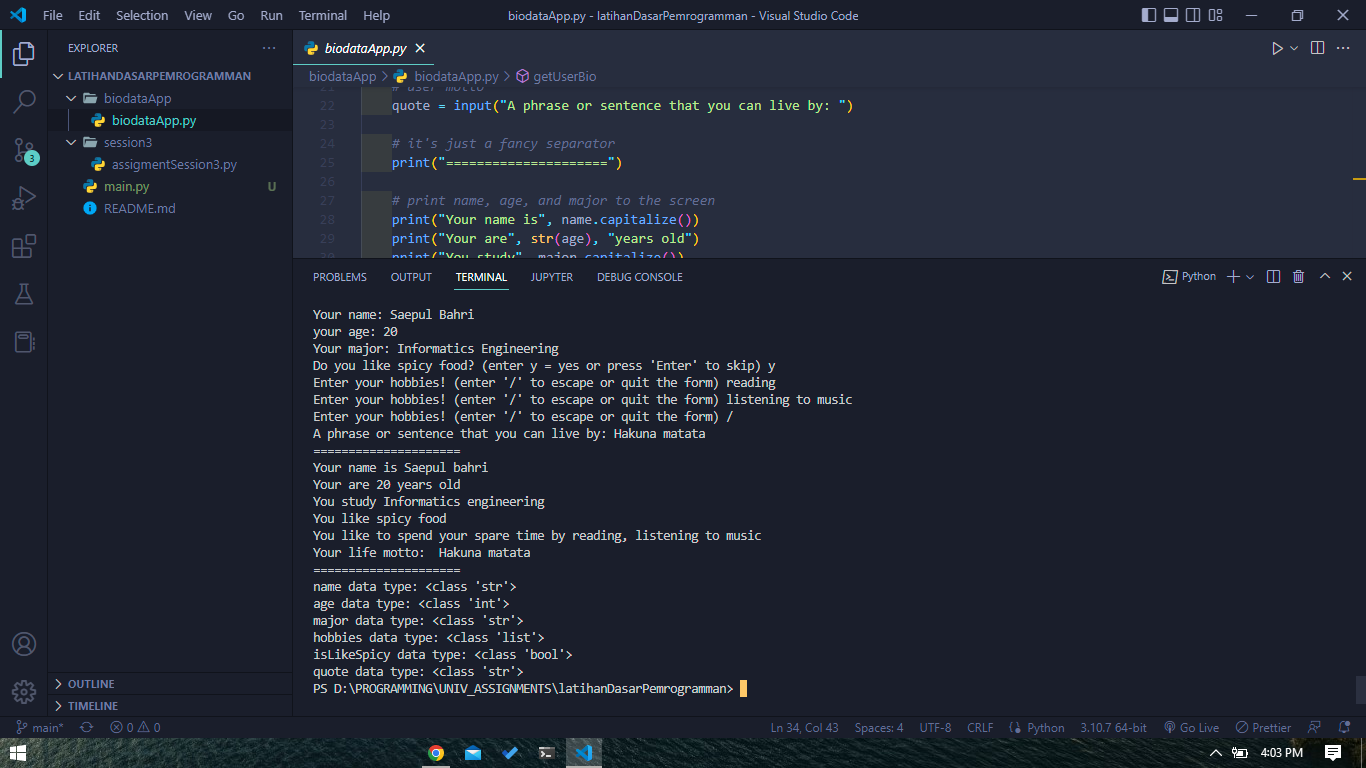 File Edit Selection View Go Run Terminal Help
biodataApp.py - latihanDasarPemrogramman - Visual Studio Code
EXPLORER
LATIHANDASARPEMROGRAMMAN
biodataApp
biodataApp.py
session3
assigmentSession3.py
main.py U
README.md
OUTLINE
TIMELINE
3
biodataApp.py
biodataApp > biodataApp.py > getUserBio
21 # user motto
22 quote = input("A phrase or sentence that you can live by: ")
23
24 # it's just a fancy separator
25 print("=====================")
26
27 # print name, age, and major to the screen
28 print("Your name is", name.capitalize())
29 print("Your are", str(age), "years old")
30 print("You study", major.capitalize())
PROBLEMS OUTPUT TERMINAL JUPYTER DEBUG CONSOLE
Python
Your name: Saepul Bahri
your age: 20
Your major: Informatics Engineering
Do you like spicy food? (enter y = yes or press 'Enter' to skip) y
Enter your hobbies! (enter '/' to escape or quit the form) reading
Enter your hobbies! (enter '/' to escape or quit the form) listening to music
Enter your hobbies! (enter '/' to escape or quit the form) /
A phrase or sentence that you can live by: Hakuna matata
=====================
Your name is Saepul bahri
Your are 20 years old
You study Informatics engineering
You like spicy food
You like to spend your spare time by reading, listening to music
Your life motto:  Hakuna matata
=====================
name data type: <class 'str'>
age data type: <class 'int'>
major data type: <class 'str'>
hobbies data type: <class 'list'>
isLikeSpicy data type: <class 'bool'>
quote data type: <class 'str'>
PS D:\PROGRAMMING\UNIV_ASSIGNMENTS\latihanDasarPemrogramman>
main* 0 0 Ln 34, Col 43 Spaces: 4 UTF-8 CRLF Python 3.10.7 64-bit Go Live Prettier
4:03 PM